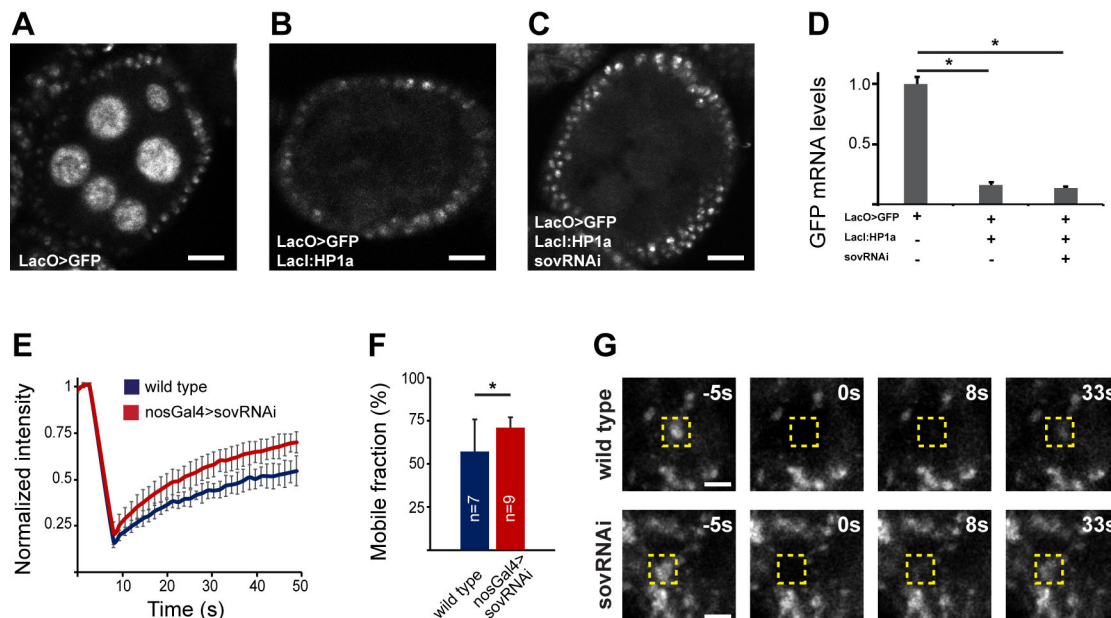 A
LacO>GFP
B
LacO>GFP
LacI:HP1a
C
LacO>GFP
LacI:HP1a
sovRNAi
D
*
*
GFP mRNA levels
1.0
0.5
LacO>GFP + + +
LacI:HP1a - + +
sovRNAi - - +
E
Normalized intensity
1
0.75
0.5
0.25
wild type
nosGal4>sovRNAi
10 20 30 40 50
Time (s)
F
Mobile fraction (%)
100
75
50
25
*
n=7
n=9
wild type
nosGal4>
sovRNAi
G
wild type
-5s 0s 8s 33s
sovRNAi
-5s 0s 8s 33s